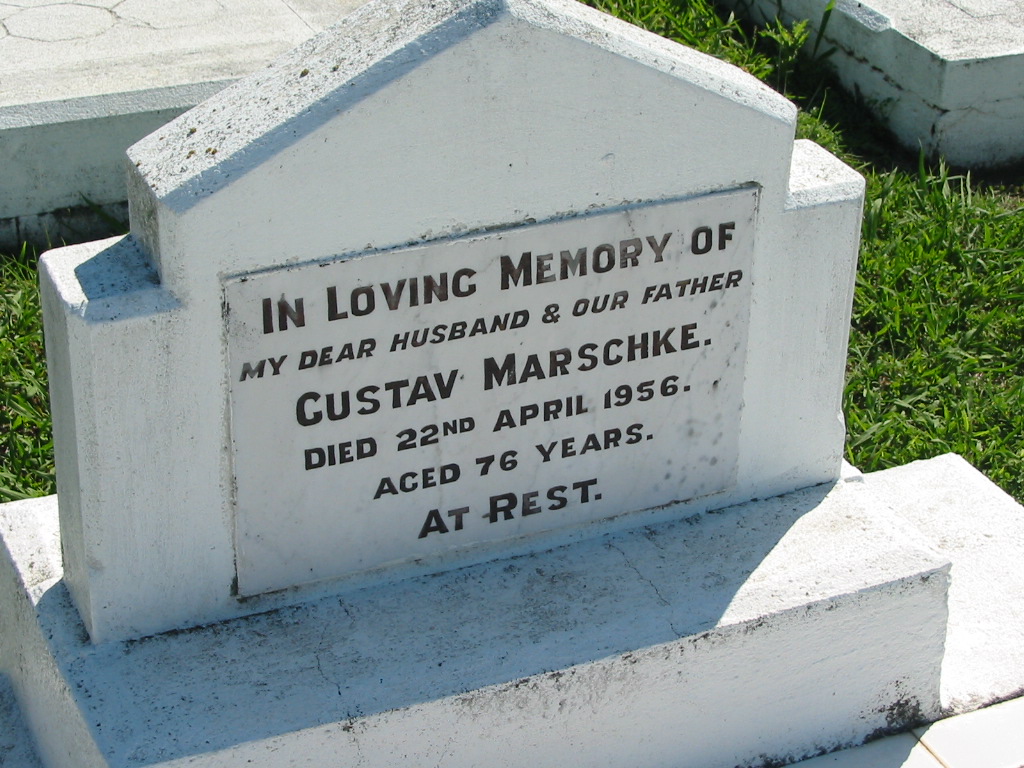 IN LOVING MEMORY OF
MY DEAR HUSBAND & OUR FATHER
GUSTAV MARSCHKE.
DIED 22ND APRIL 1956.
AGED 76 YEARS.
AT REST.